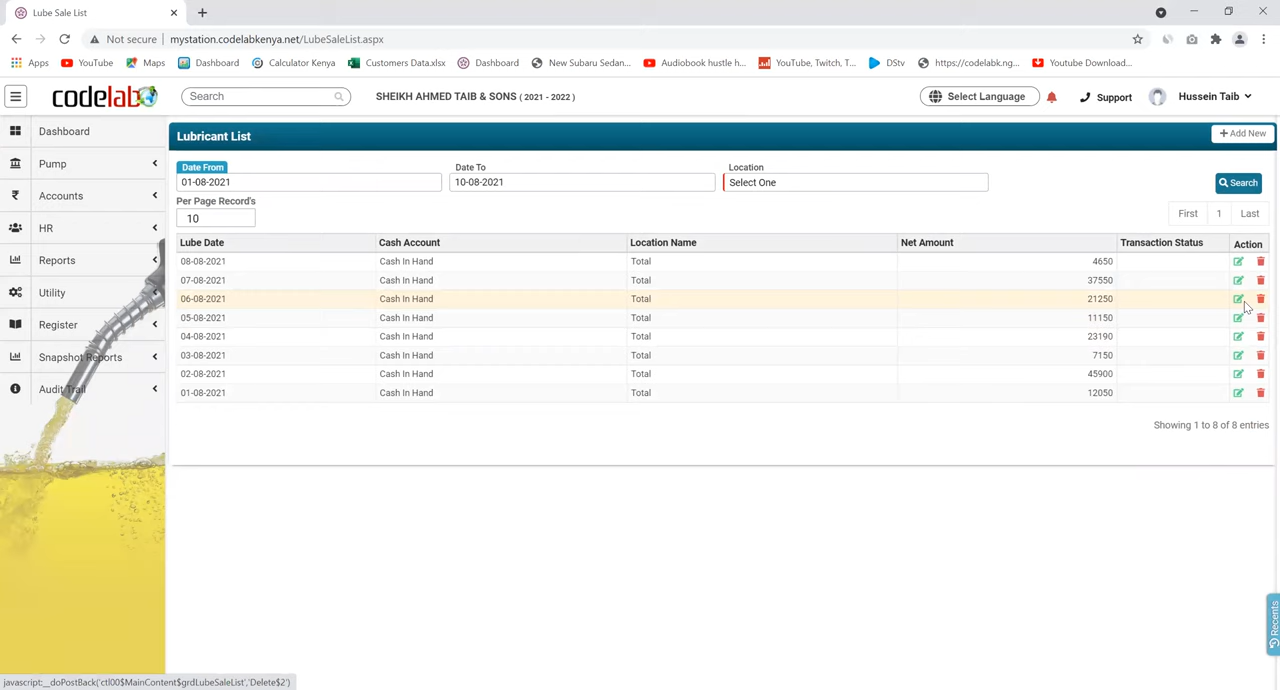 Lube Sale List
Not secure | mystation.codelabkenya.net/LubeSaleList.aspx
Apps YouTube Maps Dashboard Calculator Kenya Customers Data.xlsx Dashboard New Subaru Sedan... Audiobook hustle h... YouTube, Twitch, T... DStv https://codelabk.ng... Youtube Download...
codelab Search SHEIKH AHMED TAIB & SONS ( 2021 - 2022 ) Select Language Support Hussein Taib
Dashboard
Pump
Accounts
HR
Reports
Utility
Register
Snapshot Reports
Audit Trail
Lubricant List + Add New
Date From Date To Location
01-08-2021 10-08-2021 Select One Search
Per Page Record's
10 First 1 Last
Lube Date Cash Account Location Name Net Amount Transaction Status Action
08-08-2021 Cash In Hand Total 4650
07-08-2021 Cash In Hand Total 37550
06-08-2021 Cash In Hand Total 21250
05-08-2021 Cash In Hand Total 11150
04-08-2021 Cash In Hand Total 23190
03-08-2021 Cash In Hand Total 7150
02-08-2021 Cash In Hand Total 45900
01-08-2021 Cash In Hand Total 12050
Showing 1 to 8 of 8 entries
Recents
javascript:__doPostBack('ctl00$MainContent$grdLubeSaleList','Delete$2')